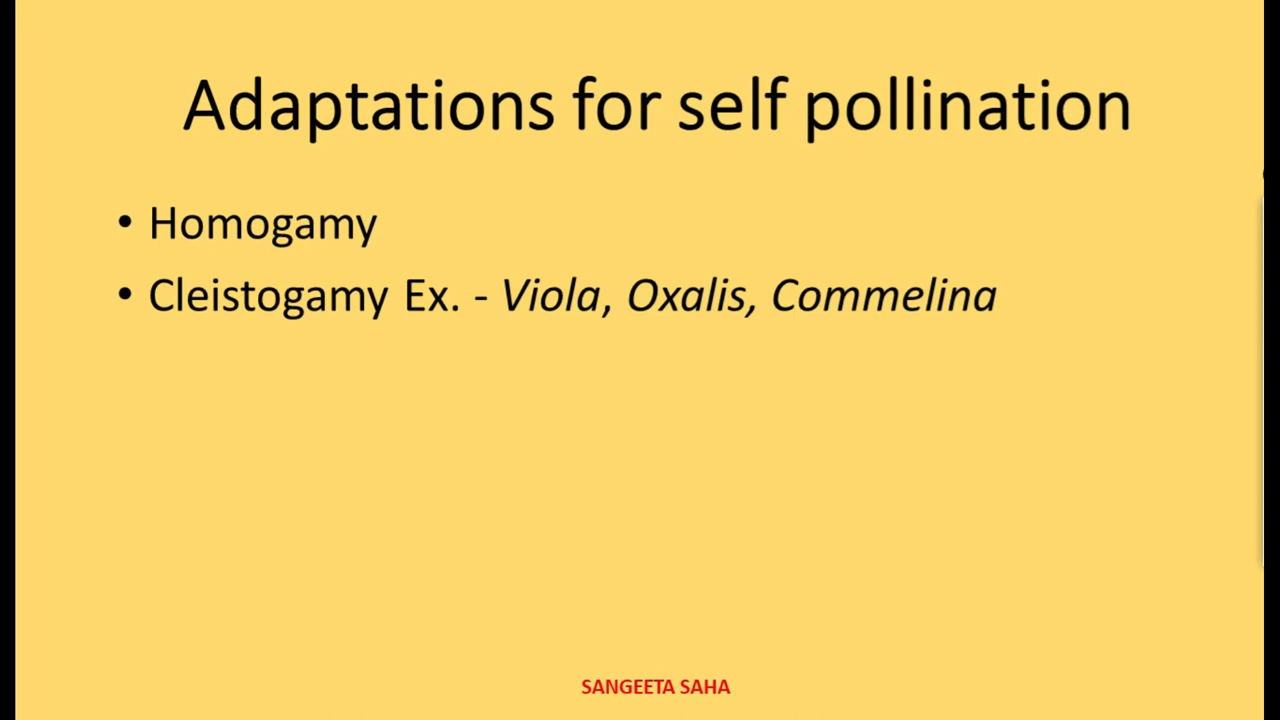 Adaptations for self pollination
• Homogamy
• Cleistogamy Ex. - Viola, Oxalis, Commelina
SANGEETA SAHA